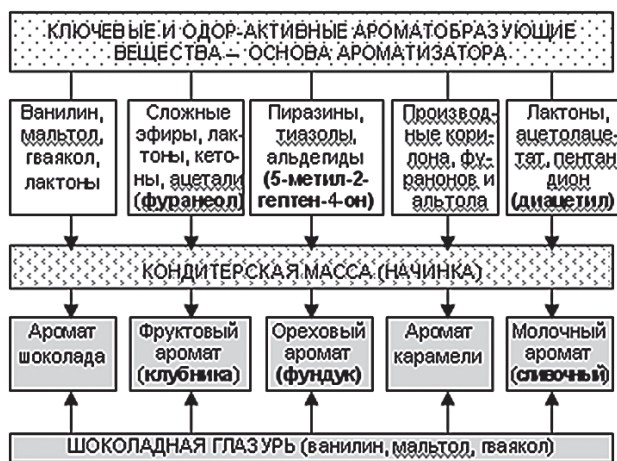 КЛЮЧЕВЫЕ И ОДОР-АКТИВНЫЕ АРОМАТОБРАЗУЮЩИЕ
ВЕЩЕСТВА – ОСНОВА АРОМАТИЗАТОРА
Ванилин,
мальтол,
гваякол,
лактоны
Сложные
эфиры, лак-
тоны, кето-
ны, ацетали
(фуранеол)
Пиразины,
тиазолы,
альдегиды
(5-метил-2-
гептен-4-он)
Производ-
ные кори-
лона, фу-
ранонов и
альтола
Лактоны,
ацетолаце-
тат, пентан-
дион
(диацетил)
КОНДИТЕРСКАЯ МАССА (НАЧИНКА)
Аромат
шоколада
Фруктовый
аромат
(клубника)
Ореховый
аромат
(фундук)
Аромат
карамели
Молочный
аромат
(сливочный)
ШОКОЛАДНАЯ ГЛАЗУРЬ (ванилин, мальтол, гваякол)